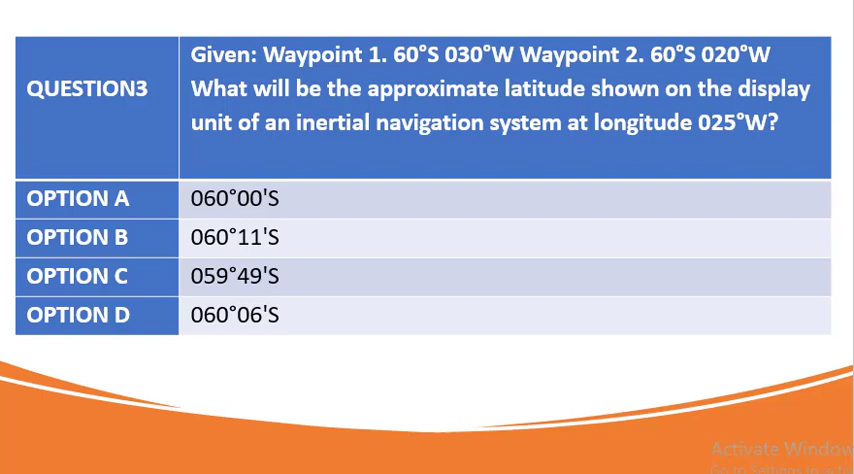 Given: Waypoint 1. 60°S 030°W Waypoint 2. 60°S 020°W
QUESTION3
What will be the approximate latitude shown on the display
unit of an inertial navigation system at longitude 025°W?
OPTION A
060°00'S
OPTION B
060°11'S
OPTION C
059°49'S
OPTION D
060°06'S
Activate Window